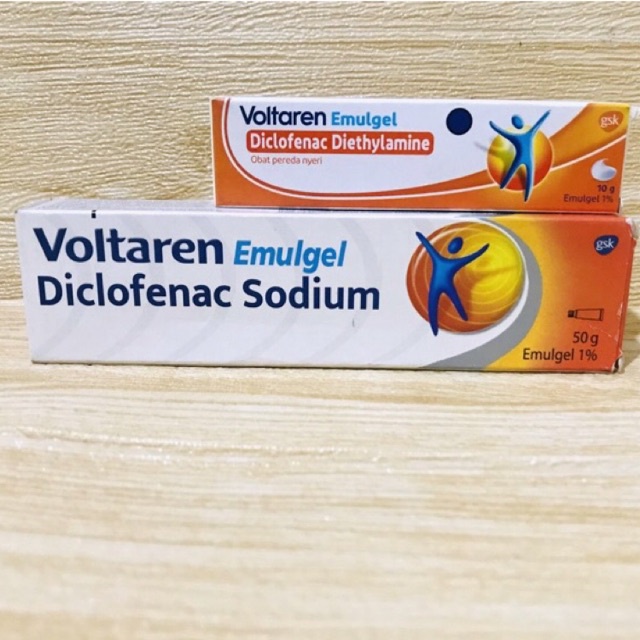 Voltaren Emulgel
Diclofenac Diethylamine
Obat pereda nyeri
gsk
10 g
Emulgel 1%
Voltaren Emulgel
Diclofenac Sodium
gsk
50 g
Emulgel 1%